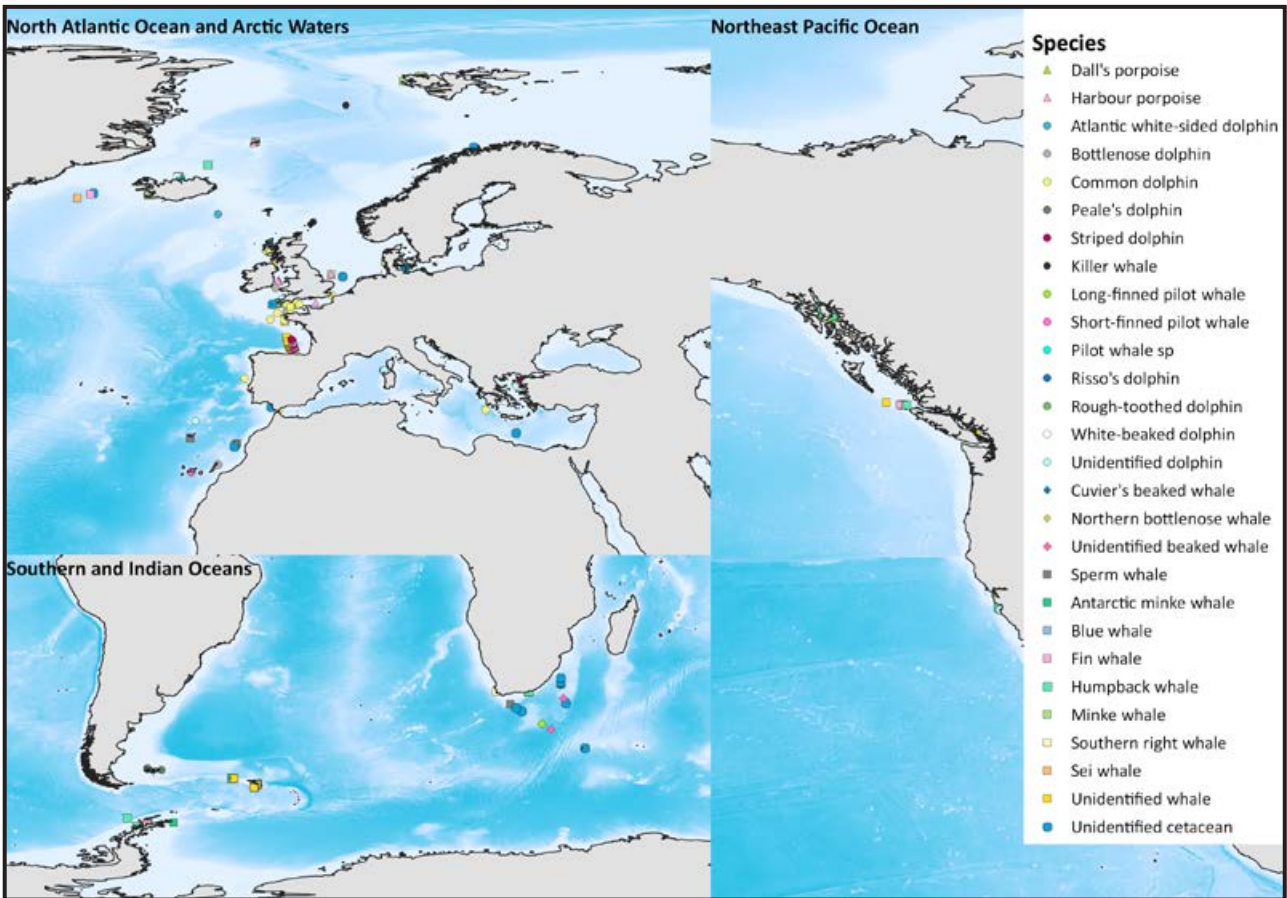 North Atlantic Ocean and Arctic Waters
Northeast Pacific Ocean
Southern and Indian Oceans
Species
Dall's porpoise
Harbour porpoise
Atlantic white-sided dolphin
Bottlenose dolphin
Common dolphin
Peale's dolphin
Striped dolphin
Killer whale
Long-finned pilot whale
Short-finned pilot whale
Pilot whale sp
Risso's dolphin
Rough-toothed dolphin
White-beaked dolphin
Unidentified dolphin
Cuvier's beaked whale
Northern bottlenose whale
Unidentified beaked whale
Sperm whale
Antarctic minke whale
Blue whale
Fin whale
Humpback whale
Minke whale
Southern right whale
Sei whale
Unidentified whale
Unidentified cetacean